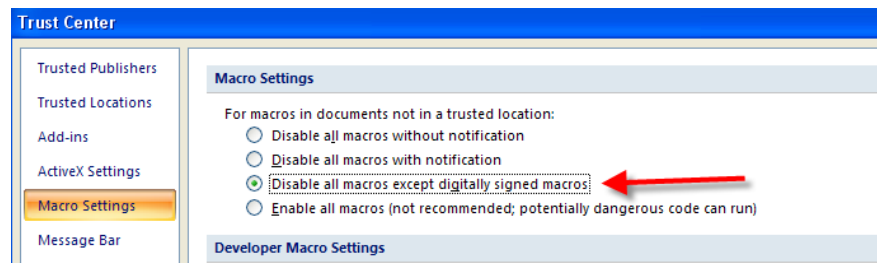 Trust Center
Trusted Publishers
Trusted Locations
Add-ins
ActiveX Settings
Macro Settings
Message Bar
Macro Settings
For macros in documents not in a trusted location:
Disable all macros without notification
Disable all macros with notification
Disable all macros except digitally signed macros
Enable all macros (not recommended; potentially dangerous code can run)
Developer Macro Settings